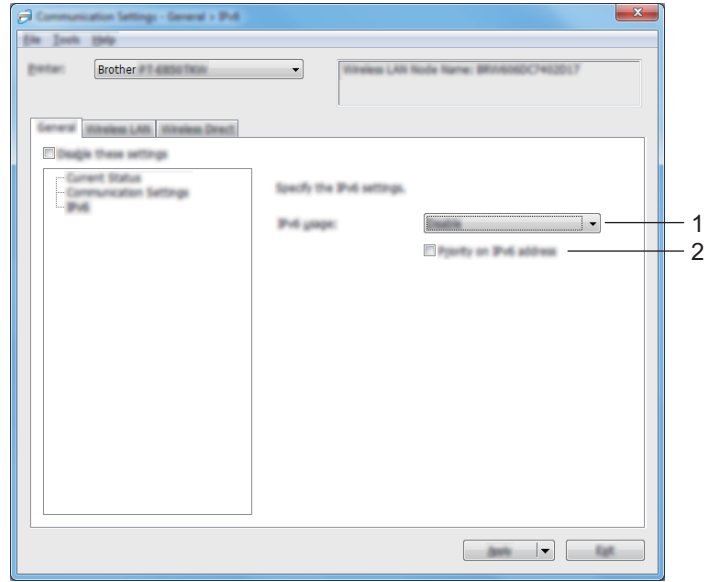 Communication Settings - General > IPv6
File Tools Help
Printer: Brother
Wireless LAN Node Name:
General Wireless LAN Wireless Direct
Disable these settings
Current Status
Communication Settings
IPv6
Specify the IPv6 settings.
IPv6 usage: Disable 1
Priority on IPv6 address 2
Apply Exit